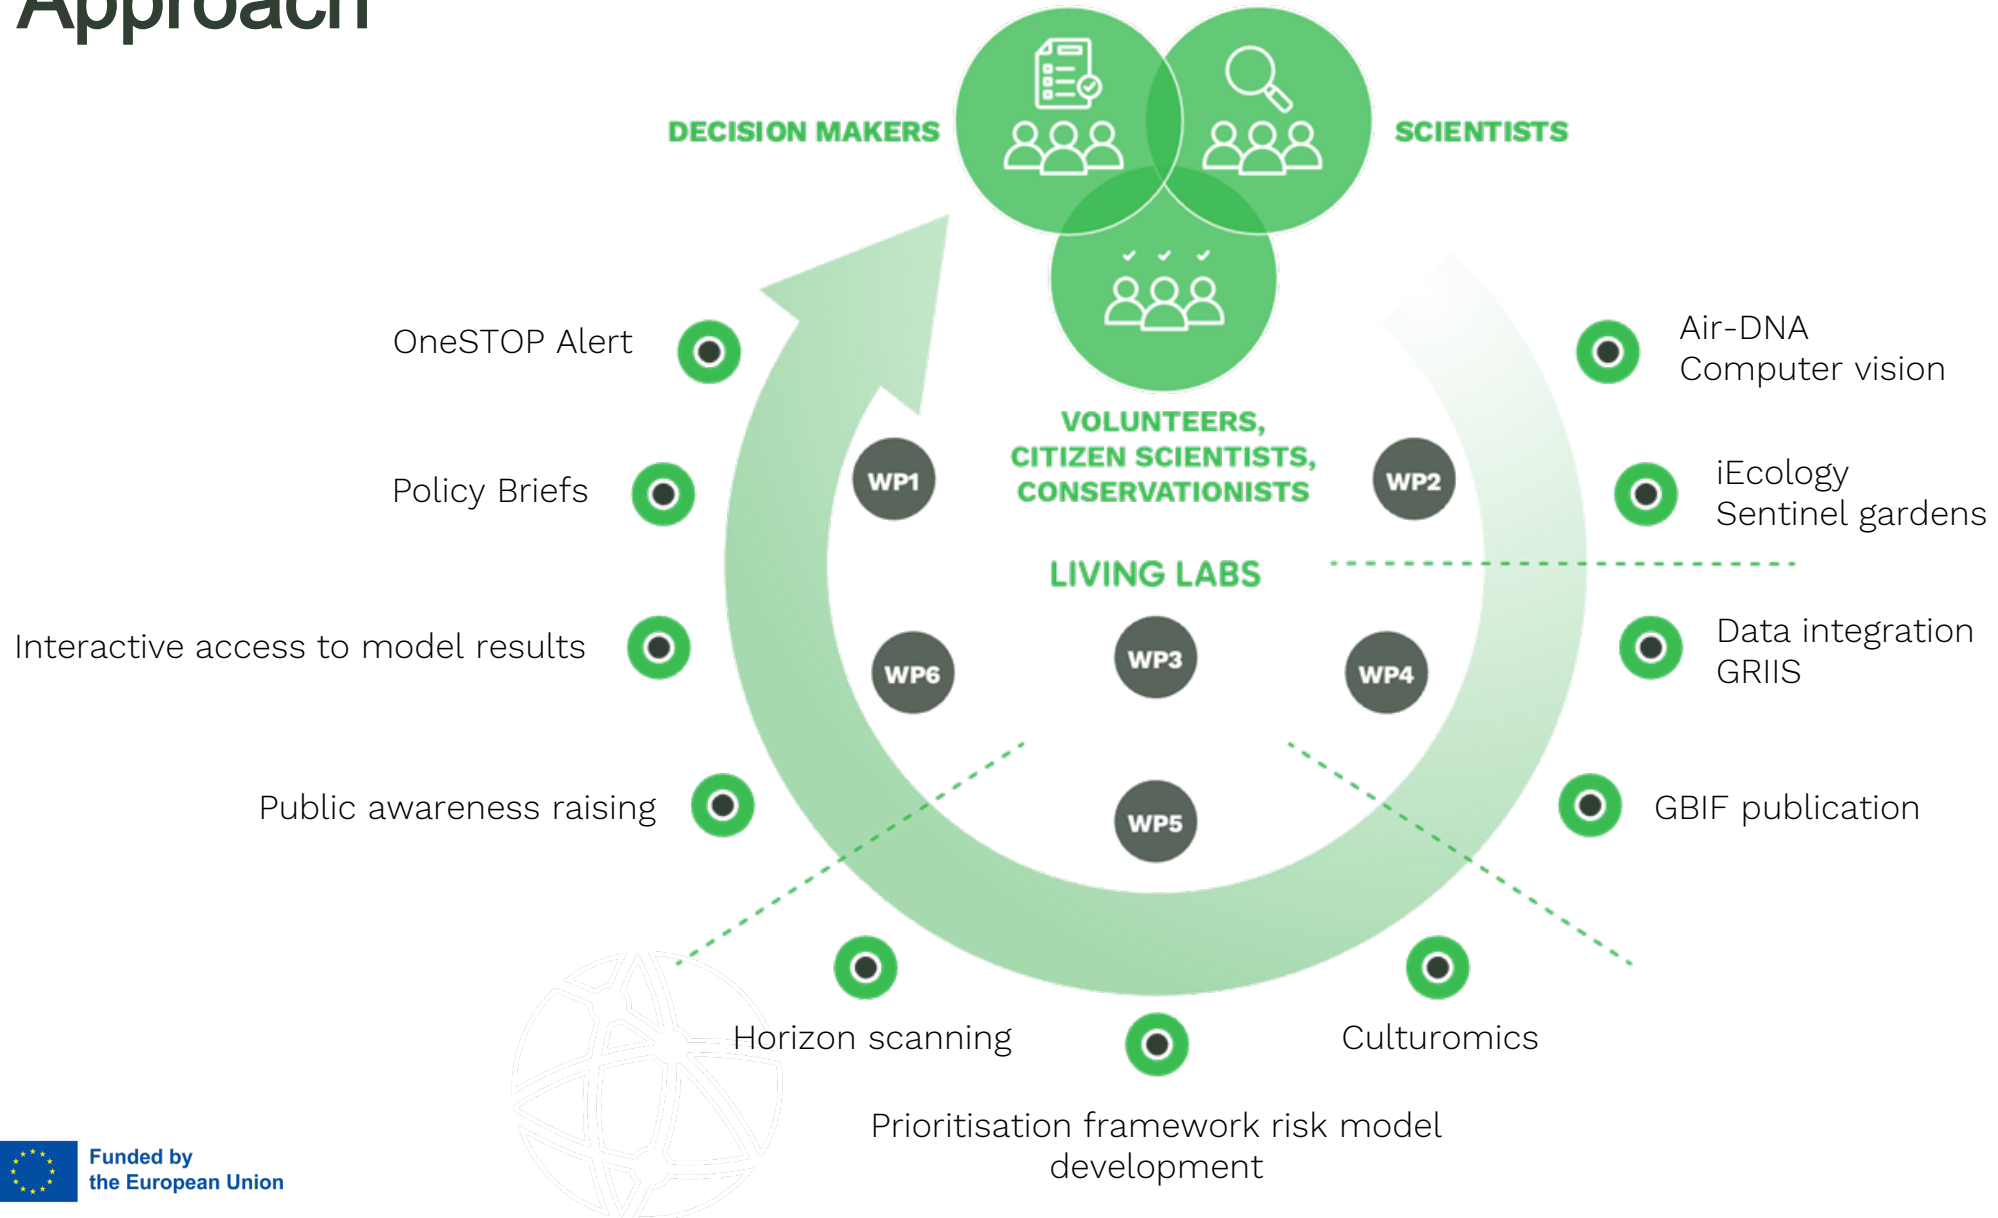 Approach
DECISION MAKERS
SCIENTISTS
VOLUNTEERS,
CITIZEN SCIENTISTS,
CONSERVATIONISTS
LIVING LABS
WP1
WP2
WP3
WP4
WP5
WP6
Air-DNA
Computer vision
iEcology
Sentinel gardens
Data integration
GRIIS
GBIF publication
Culturomics
Prioritisation framework risk model
development
Horizon scanning
Public awareness raising
Interactive access to model results
Policy Briefs
OneSTOP Alert
Funded by
the European Union